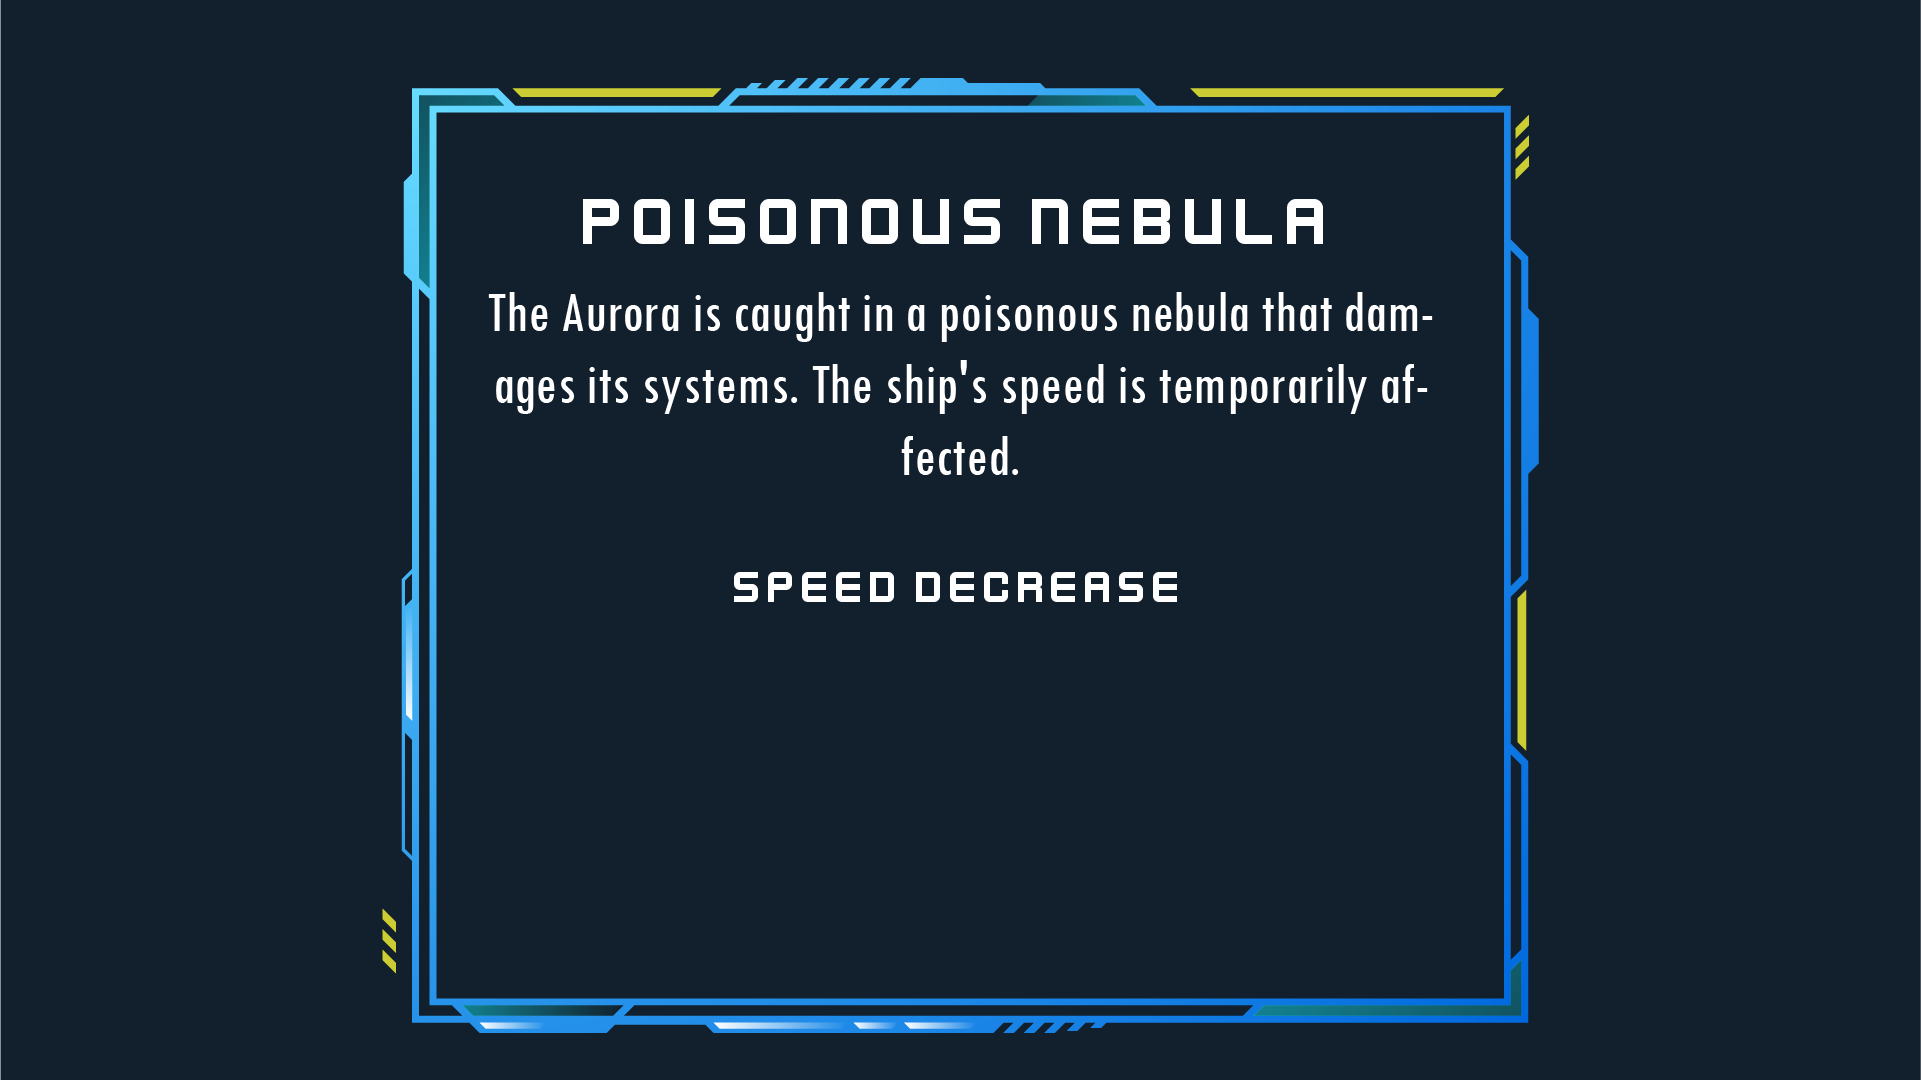 POISONOUS NEBULA
The Aurora is caught in a poisonous nebula that dam-
ages its systems. The ship's speed is temporarily af-
fected.
SPEED DECREASE